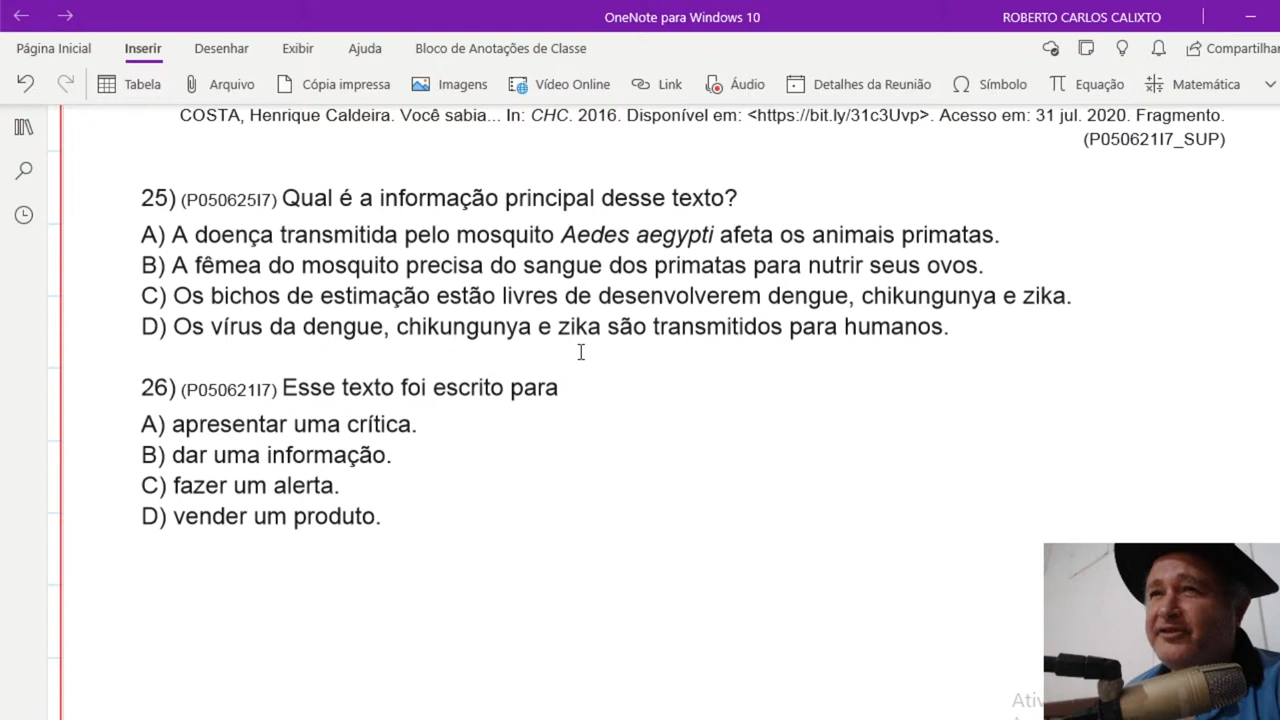 OneNote para Windows 10
ROBERTO CARLOS CALIXTO
Página Inicial Inserir Desenhar Exibir Ajuda Bloco de Anotações de Classe Compartilhar
Tabela Arquivo Cópia impressa Imagens Vídeo Online Link Áudio Detalhes da Reunião Símbolo Equação Matemática
COSTA, Henrique Caldeira. Você sabia... In: CHC. 2016. Disponível em: <https://bit.ly/31c3Uvp>. Acesso em: 31 jul. 2020. Fragmento.
(P050621I7_SUP)
25) (P050625I7) Qual é a informação principal desse texto?
A) A doença transmitida pelo mosquito Aedes aegypti afeta os animais primatas.
B) A fêmea do mosquito precisa do sangue dos primatas para nutrir seus ovos.
C) Os bichos de estimação estão livres de desenvolverem dengue, chikungunya e zika.
D) Os vírus da dengue, chikungunya e zika são transmitidos para humanos.
26) (P050621I7) Esse texto foi escrito para
A) apresentar uma crítica.
B) dar uma informação.
C) fazer um alerta.
D) vender um produto.